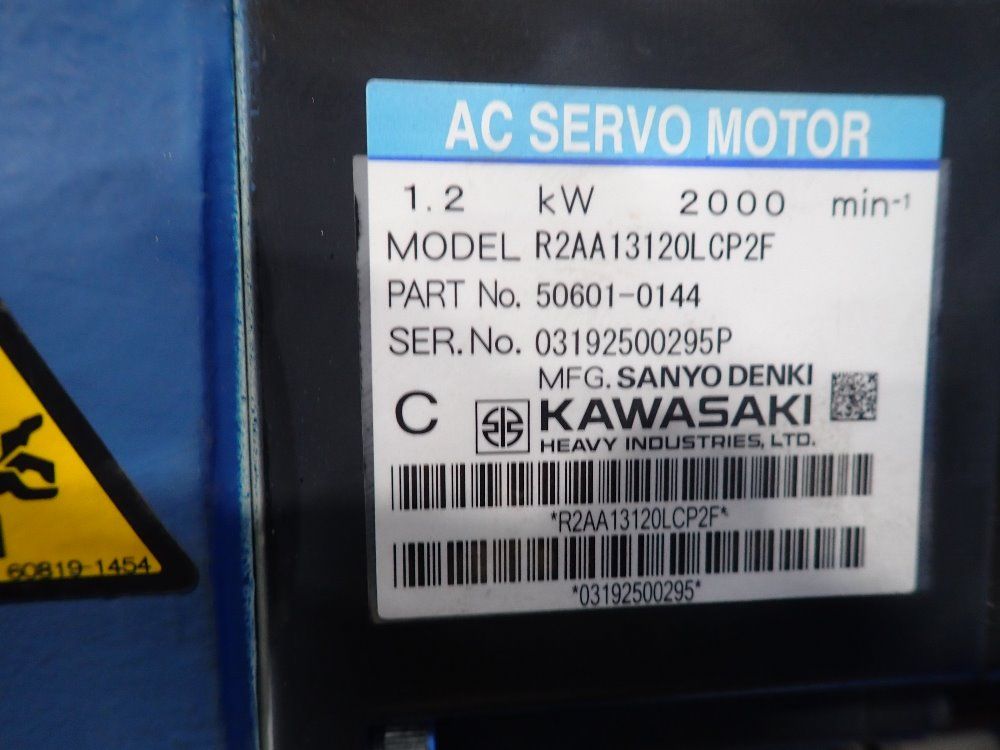 AC SERVO MOTOR
1.2 kW 2000 min-1
MODEL R2AA13120LCP2F
PART No. 50601-0144
SER.No. 03192500295P
MFG. SANYO DENKI
C KAWASAKI
HEAVY INDUSTRIES, LTD.
*R2AA13120LCP2F*
*03192500295*
60819-1454